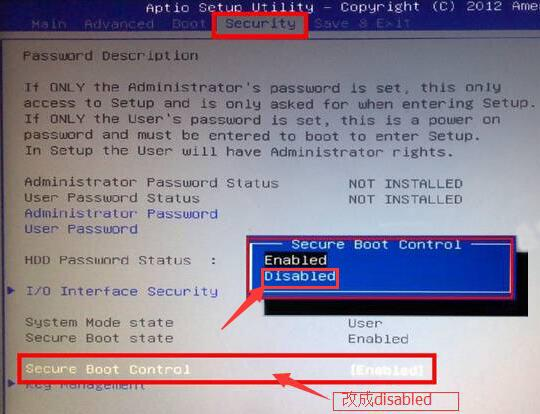 Aptio Setup Utility - Copyright (C) 2012 Amer
Main Advanced Boot Security Save & Exit
Password Description
If ONLY the Administrator's password is set, this only
access to Setup and is only asked for when entering Setup.
If ONLY the User's password is set, this is a power on
password and must be entered to boot to enter Setup.
In Setup the User will have Administrator rights.
Administrator Password Status NOT INSTALLED
User Password Status NOT INSTALLED
Administrator Password
User Password
Secure Boot Control
Enabled
Disabled
HDD Password Status :
I/O Interface Security
System Mode state User
Secure Boot state Enabled
Secure Boot Control [Enabled]
Key Management
改成disabled